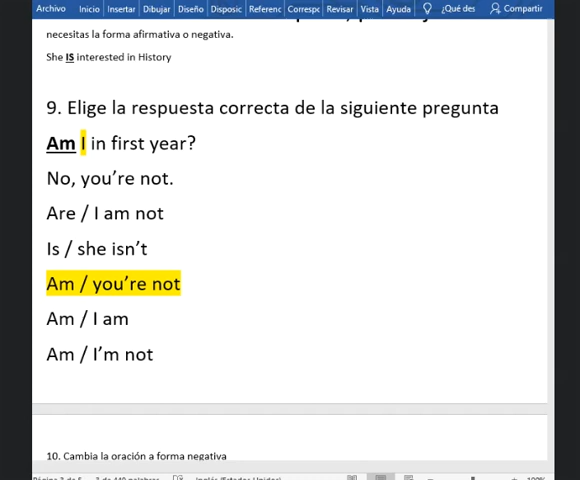 Archivo Inicio Insertar Dibujar Diseño Disposic Referenc Correspc Revisar Vista Ayuda ¿Qué des Compartir
necesitas la forma afirmativa o negativa.
She IS interested in History
9. Elige la respuesta correcta de la siguiente pregunta
Am I in first year?
No, you’re not.
Are / I am not
Is / she isn’t
Am / you’re not
Am / I am
Am / I’m not
10. Cambia la oración a forma negativa